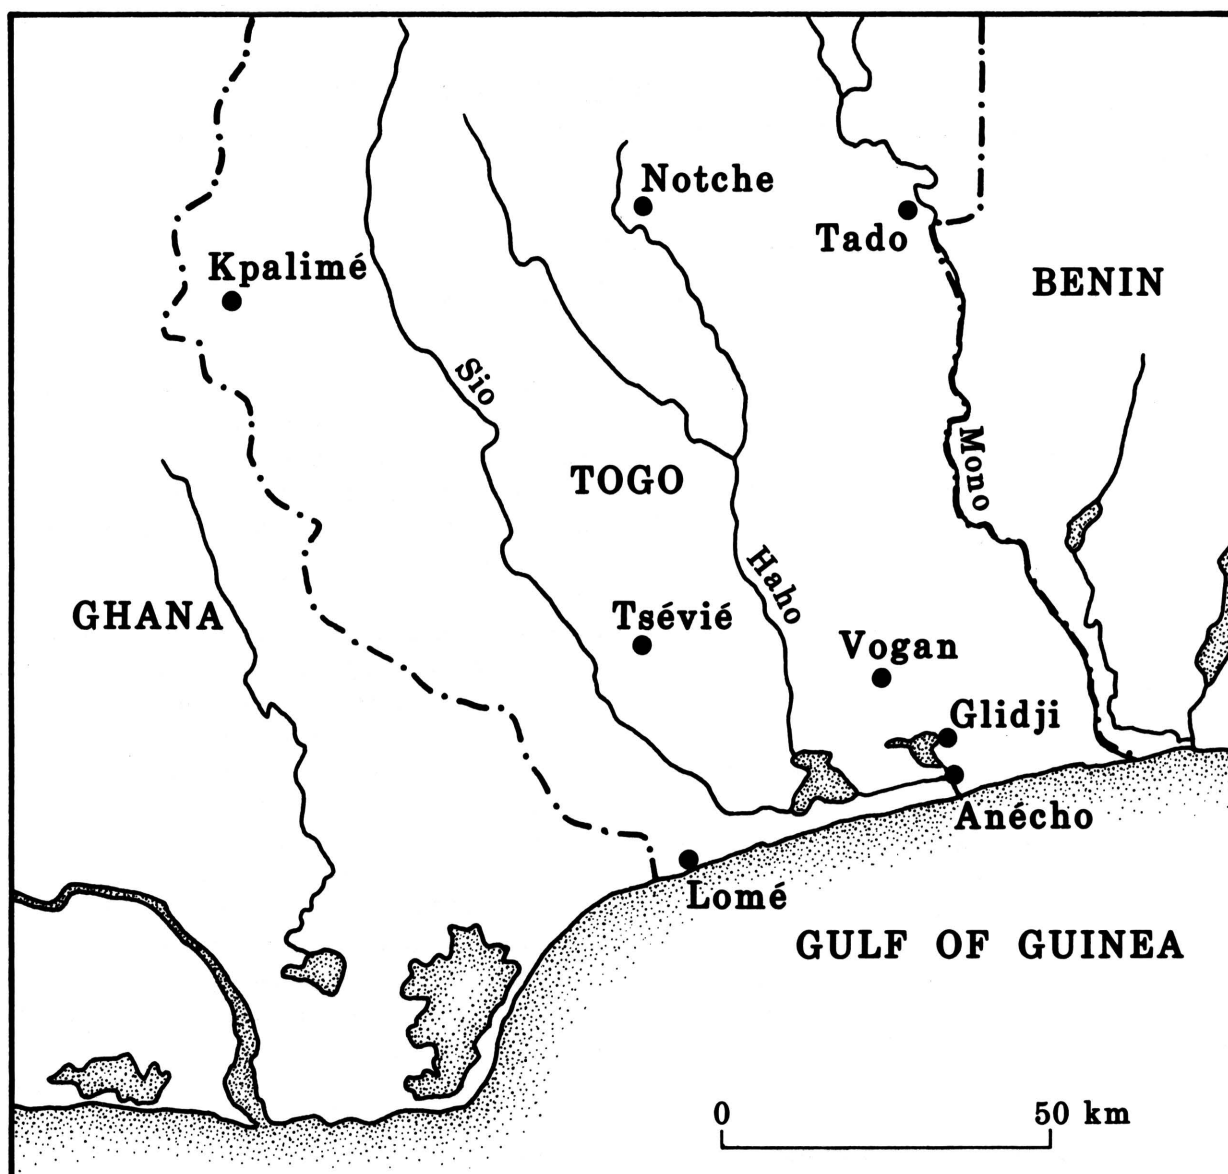 Notche
Tado
Kpalimé
BENIN
Sio
Mono
TOGO
Haho
GHANA
Tsévié
Vogan
Glidji
Anécho
Lomé
GULF OF GUINEA
0 50 km